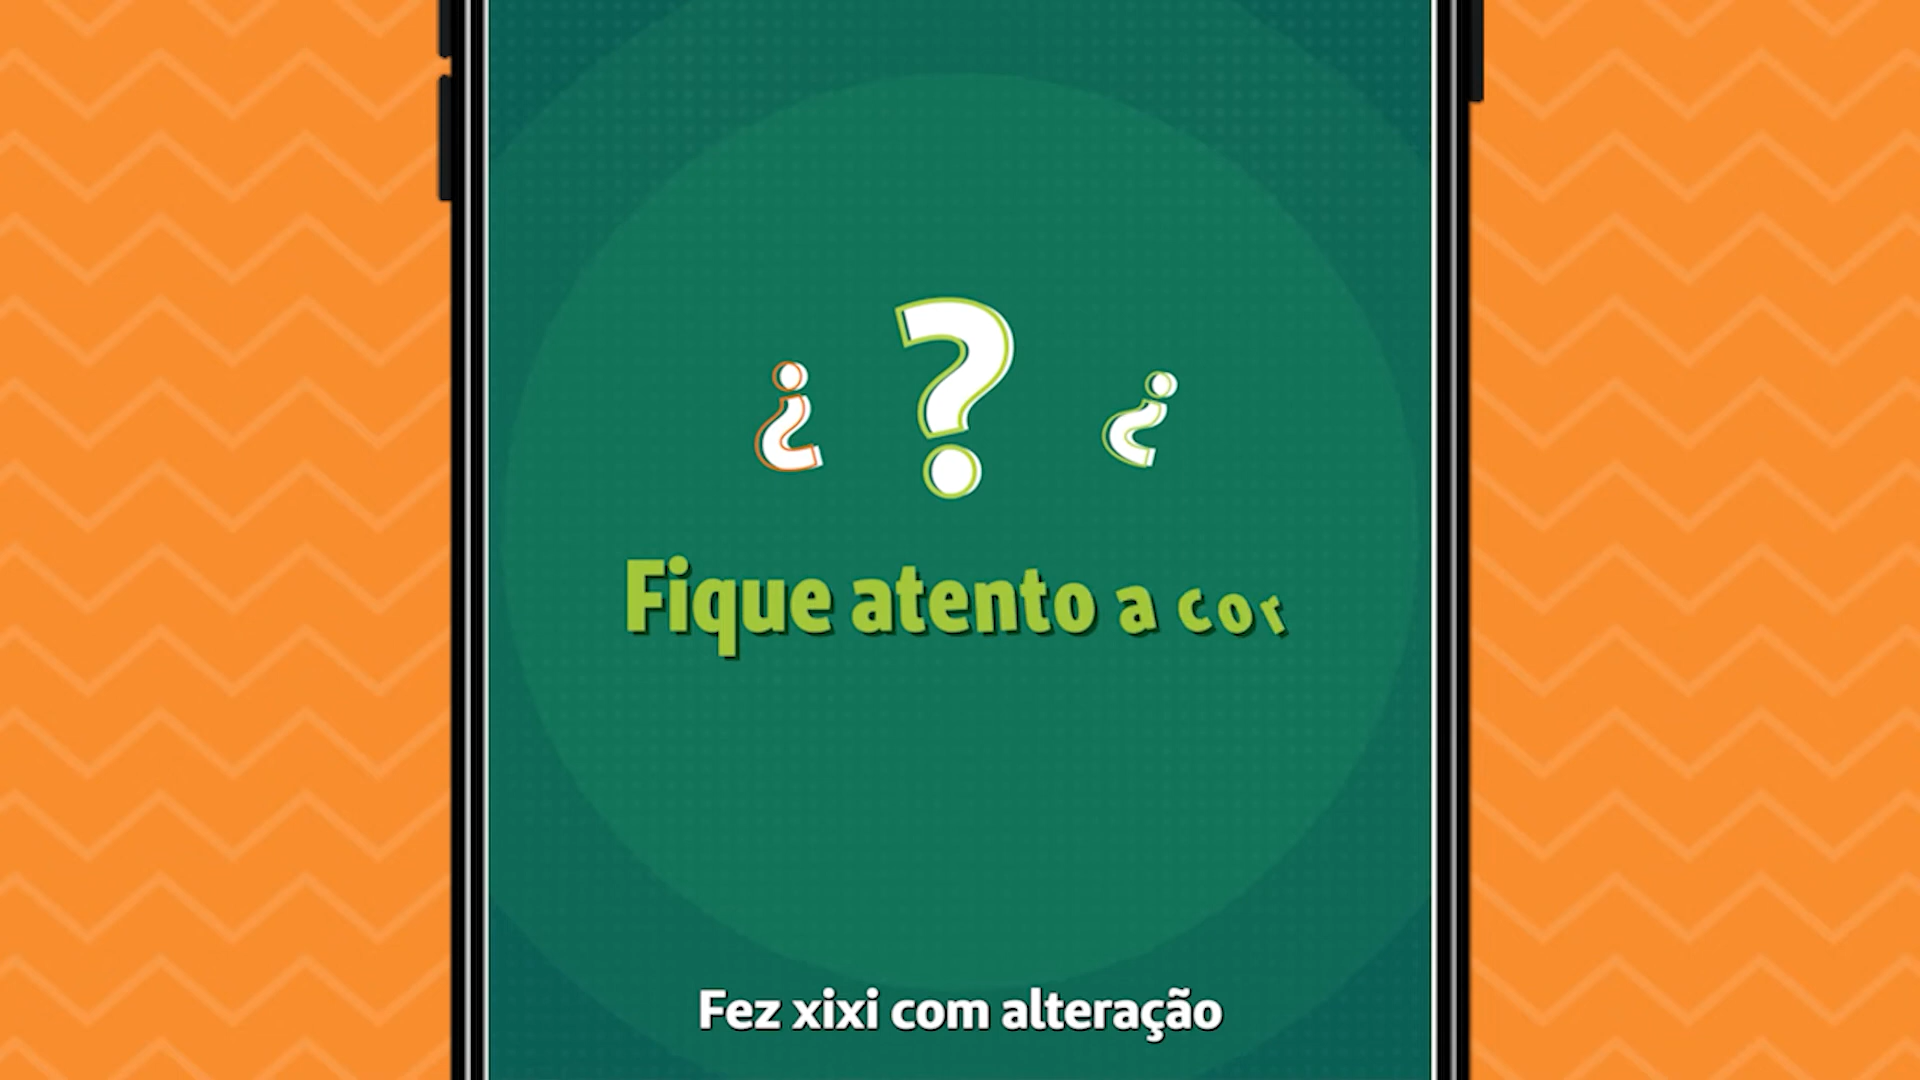 ¿ ? ¿
Fique atento a cor
Fez xixi com alteração